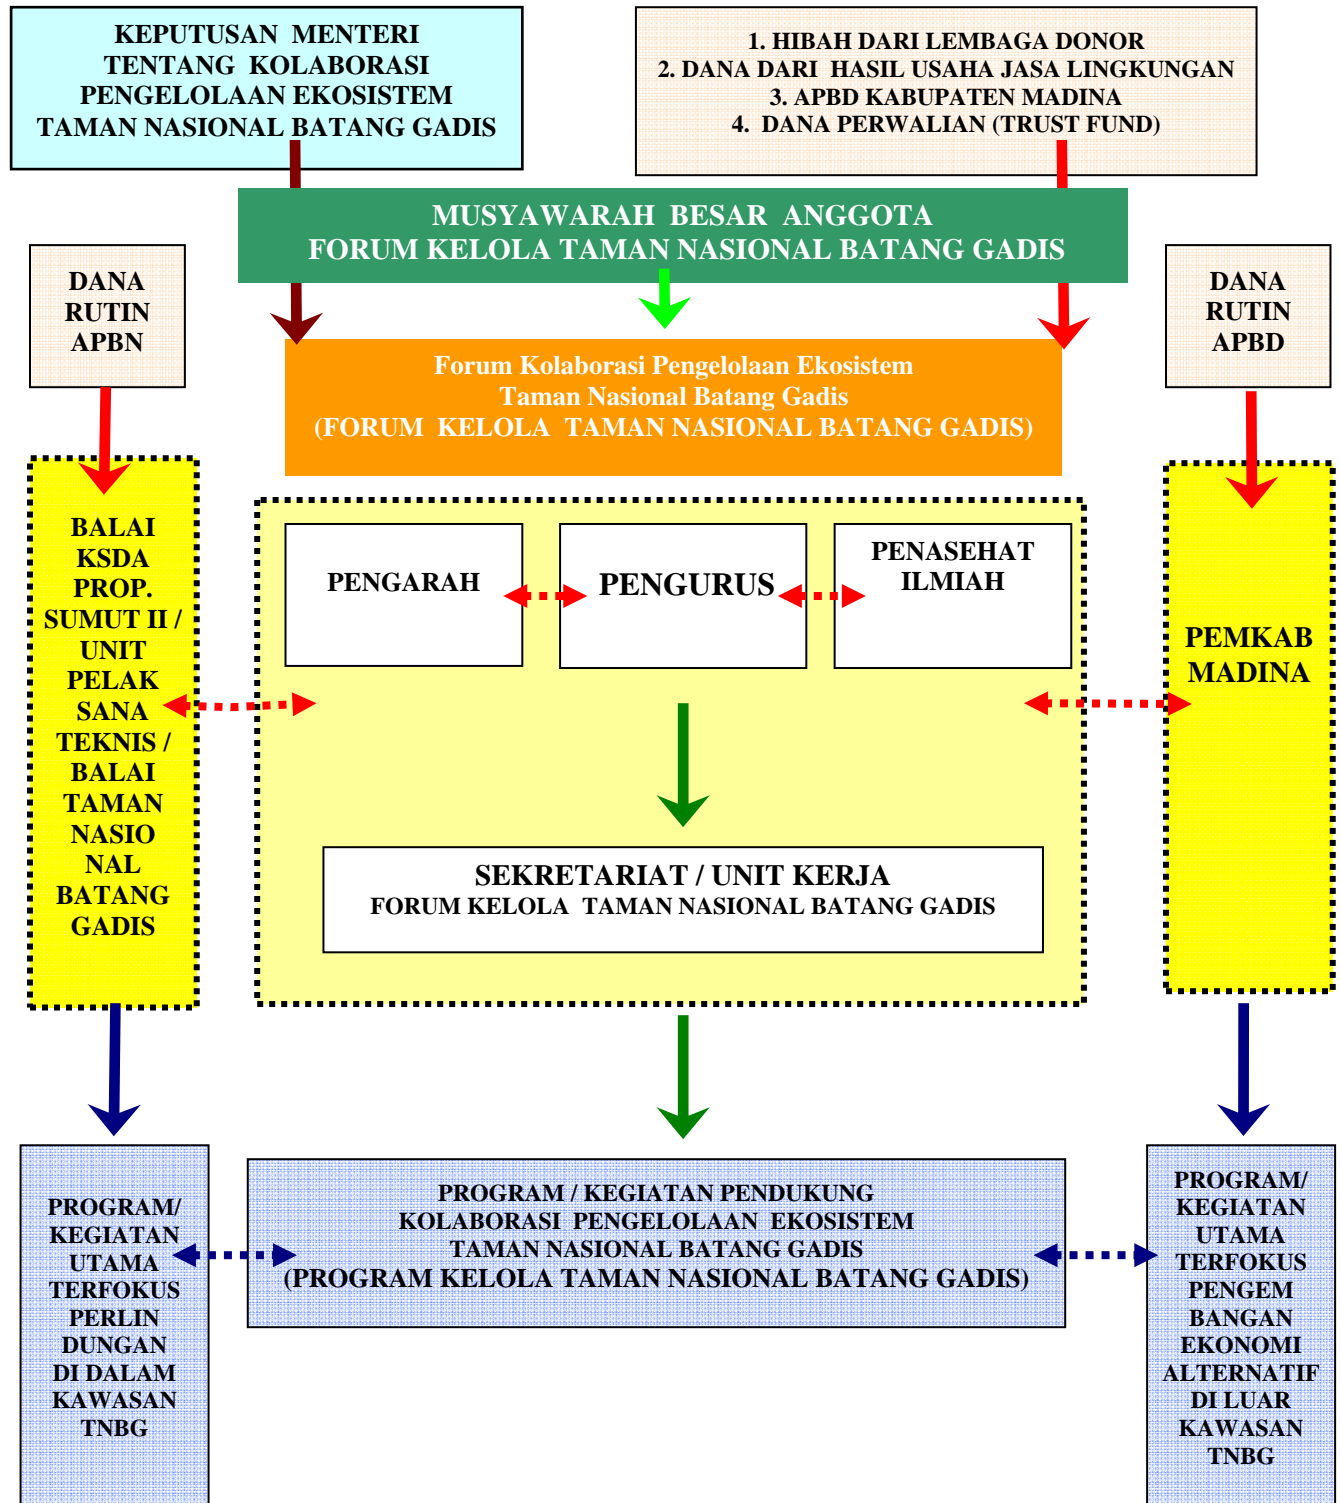 KEPUTUSAN MENTERI
TENTANG KOLABORASI
PENGELOLAAN EKOSISTEM
TAMAN NASIONAL BATANG GADIS
1. HIBAH DARI LEMBAGA DONOR
2. DANA DARI HASIL USAHA JASA LINGKUNGAN
3. APBD KABUPATEN MADINA
4. DANA PERWALIAN (TRUST FUND)
MUSYAWARAH BESAR ANGGOTA
FORUM KELOLA TAMAN NASIONAL BATANG GADIS
DANA
RUTIN
APBN
DANA
RUTIN
APBD
Forum Kolaborasi Pengelolaan Ekosistem
Taman Nasional Batang Gadis
(FORUM KELOLA TAMAN NASIONAL BATANG GADIS)
BALAI
KSDA
PROP.
SUMUT II /
UNIT
PELAK
SANA
TEKNIS /
BALAI
TAMAN
NASIO
NAL
BATANG
GADIS
PENGARAH
PENGURUS
PENASEHAT
ILMIAH
PEMKAB
MADINA
SEKRETARIAT / UNIT KERJA
FORUM KELOLA TAMAN NASIONAL BATANG GADIS
PROGRAM/
KEGIATAN
UTAMA
TERFOKUS
PERLIN
DUNGAN
DI DALAM
KAWASAN
TNBG
PROGRAM / KEGIATAN PENDUKUNG
KOLABORASI PENGELOLAAN EKOSISTEM
TAMAN NASIONAL BATANG GADIS
(PROGRAM KELOLA TAMAN NASIONAL BATANG GADIS)
PROGRAM/
KEGIATAN
UTAMA
TERFOKUS
PENGEM
BANGAN
EKONOMI
ALTERNATIF
DI LUAR
KAWASAN
TNBG